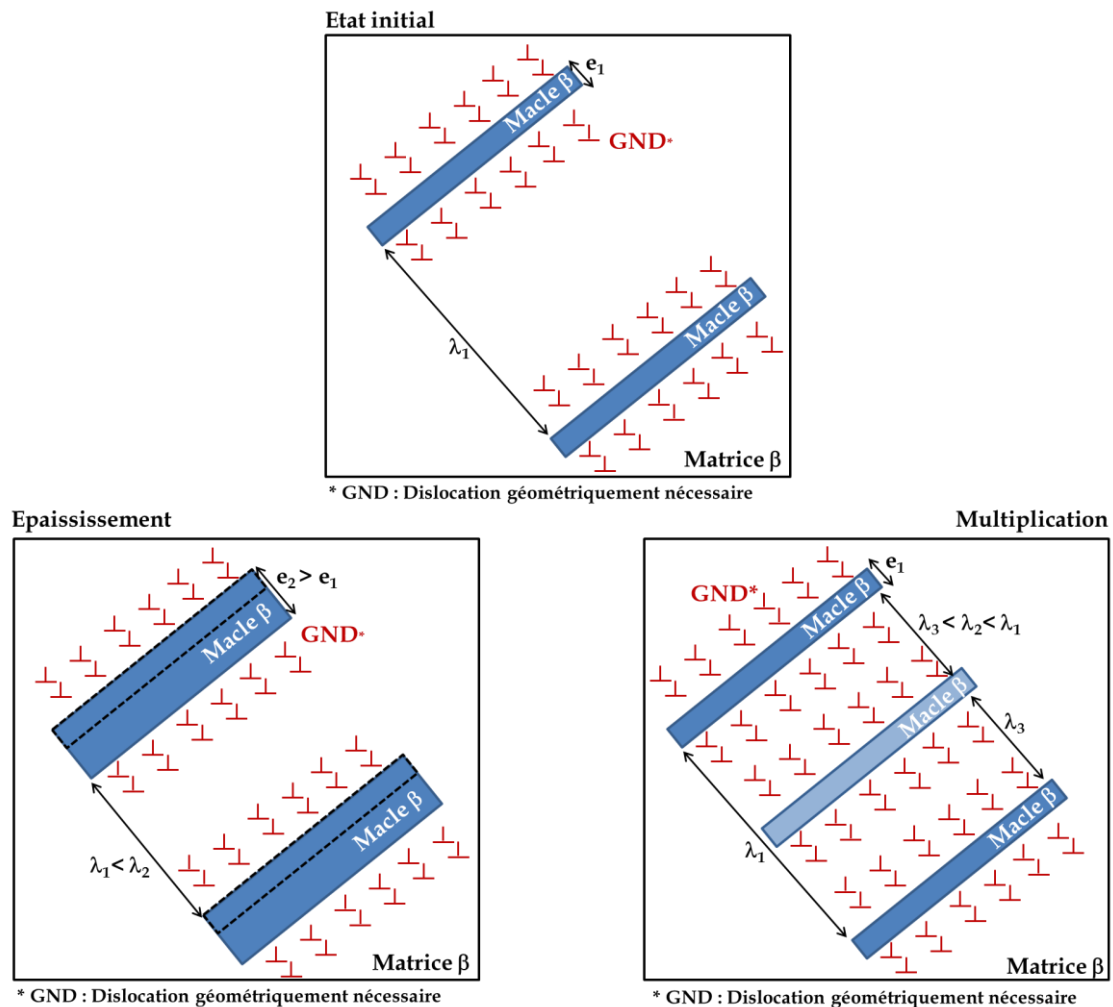 Etat initial
e1
Macle β
GND*
λ1
Macle β
Matrice β
* GND : Dislocation géométriquement nécessaire
Epaississement
e2 > e1
Macle β
GND*
λ1< λ2
Macle β
Matrice β
* GND : Dislocation géométriquement nécessaire
Multiplication
e1
GND*
Macle β
λ3 < λ2 < λ1
Macle β
λ3
λ1
Macle β
Matrice β
* GND : Dislocation géométriquement nécessaire